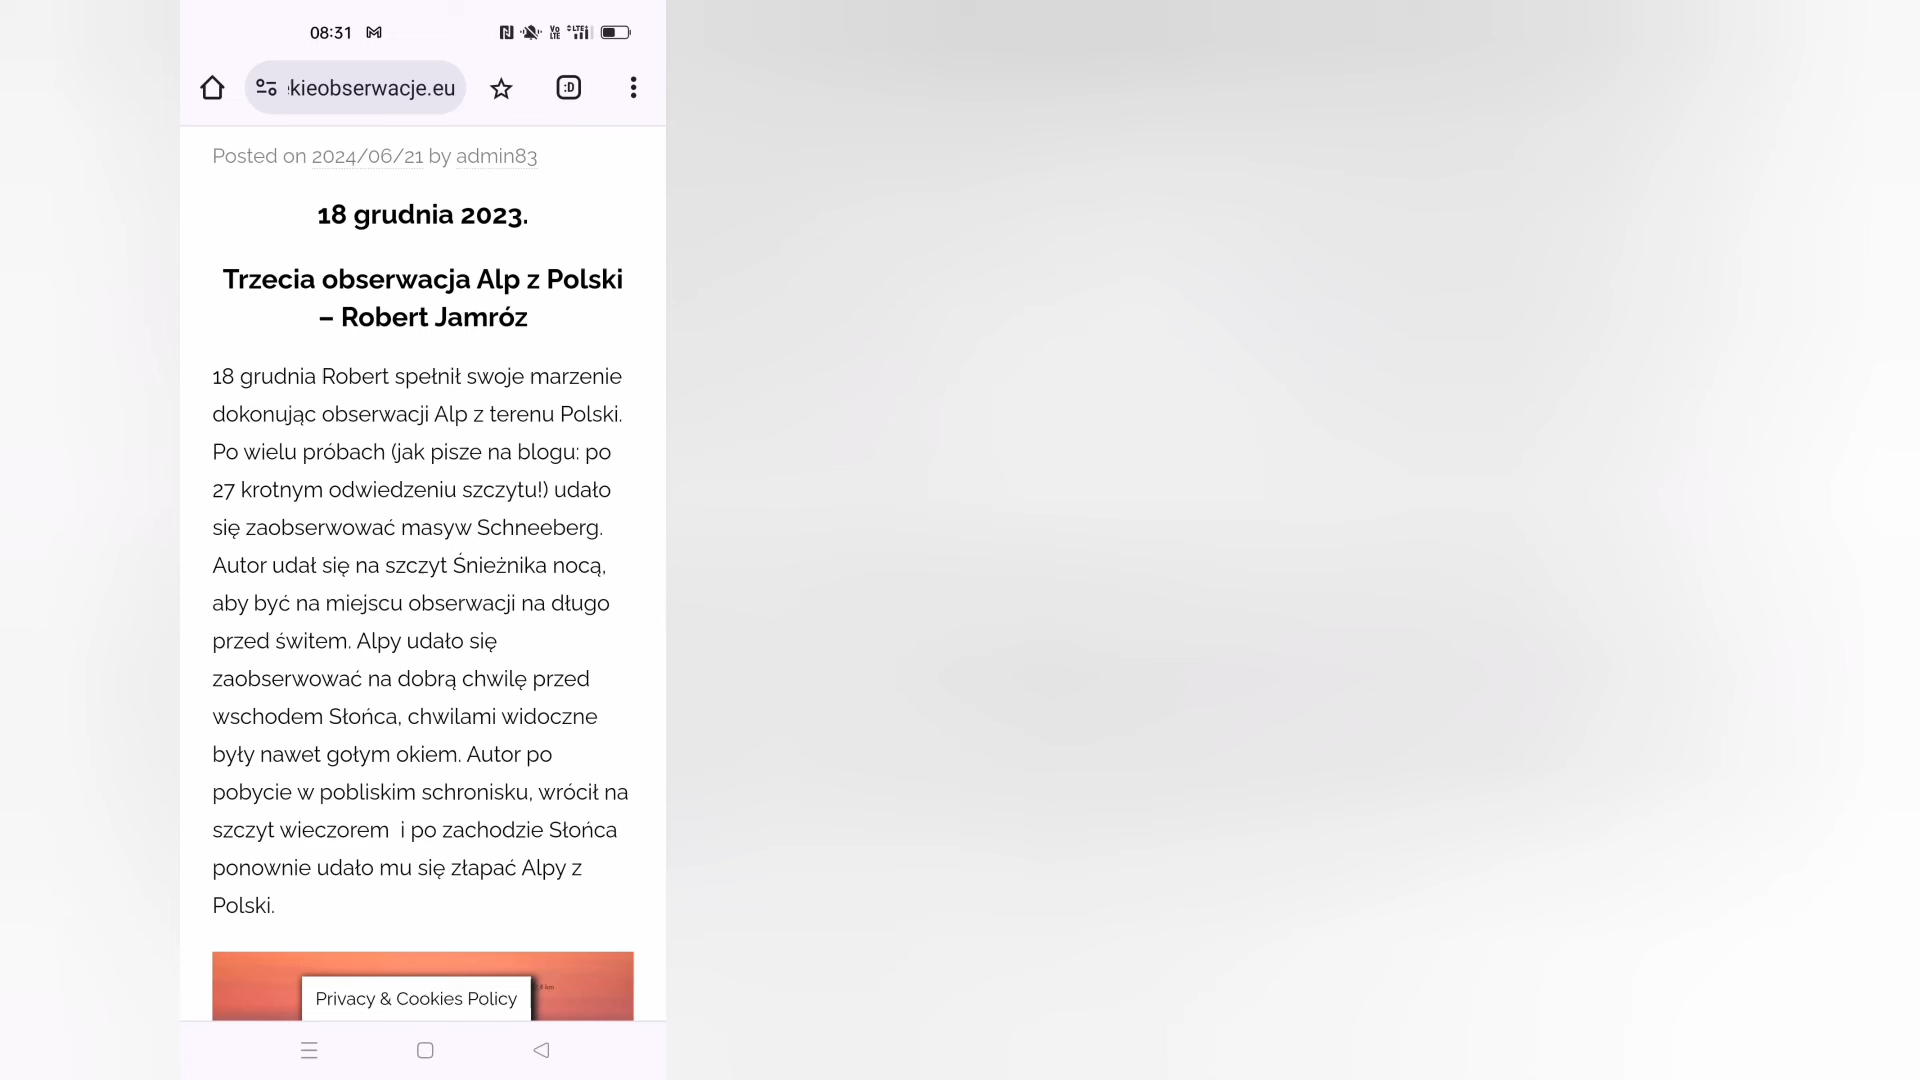 08:31
kieobserwacje.eu
:D
Posted on 2024/06/21 by admin83
18 grudnia 2023.
Trzecia obserwacja Alp z Polski
– Robert Jamróz
18 grudnia Robert spełnił swoje marzenie
dokonując obserwacji Alp z terenu Polski.
Po wielu próbach (jak pisze na blogu: po
27 krotnym odwiedzeniu szczytu!) udało
się zaobserwować masyw Schneeberg.
Autor udał się na szczyt Śnieżnika nocą,
aby być na miejscu obserwacji na długo
przed świtem. Alpy udało się
zaobserwować na dobrą chwilę przed
wschodem Słońca, chwilami widoczne
były nawet gołym okiem. Autor po
pobycie w pobliskim schronisku, wrócił na
szczyt wieczorem  i po zachodzie Słońca
ponownie udało mu się złapać Alpy z
Polski.
Privacy & Cookies Policy